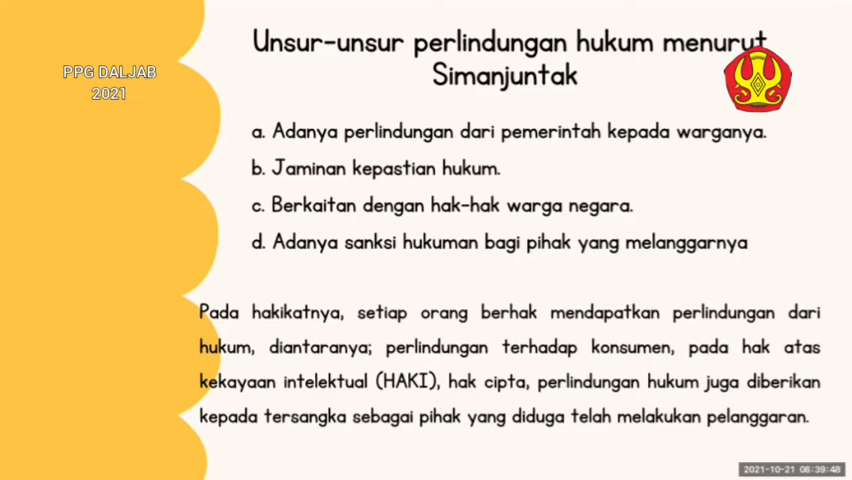 Unsur-unsur perlindungan hukum menurut
Simanjuntak
PPG DALJAB
2021
a. Adanya perlindungan dari pemerintah kepada warganya.
b. Jaminan kepastian hukum.
c. Berkaitan dengan hak-hak warga negara.
d. Adanya sanksi hukuman bagi pihak yang melanggarnya
Pada hakikatnya, setiap orang berhak mendapatkan perlindungan dari
hukum, diantaranya; perlindungan terhadap konsumen, pada hak atas
kekayaan intelektual (HAKI), hak cipta, perlindungan hukum juga diberikan
kepada tersangka sebagai pihak yang diduga telah melakukan pelanggaran.
2021-10-21 08:39:48